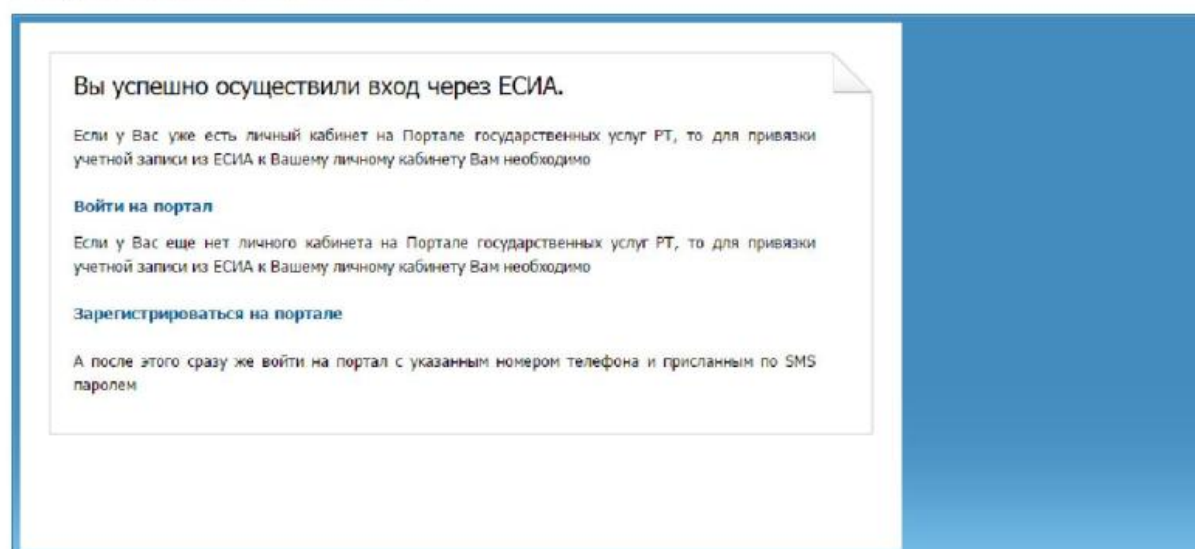 Вы успешно осуществили вход через ЕСИА.
Если у Вас уже есть личный кабинет на Портале государственных услуг РТ, то для привязки
учетной записи из ЕСИА к Вашему личному кабинету Вам необходимо
Войти на портал
Если у Вас еще нет личного кабинета на Портале государственных услуг РТ, то для привязки
учетной записи из ЕСИА к Вашему личному кабинету Вам необходимо
Зарегистрироваться на портале
А после этого сразу же войти на портал с указанным номером телефона и присланным по SMS
паролем